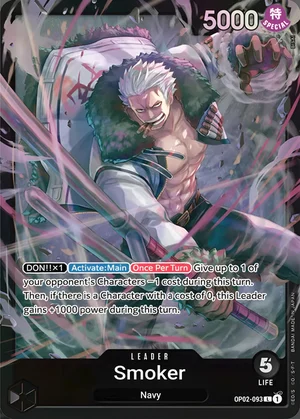 5000 特
SPECIAL
DON!!×1 Activate:Main Once Per Turn Give up to 1 of
your opponent's Characters −1 cost during this turn.
Then, if there is a Character with a cost of 0, this Leader
gains +1000 power during this turn.
LEADER
Smoker
Navy
5
LIFE
OP02-093 L 1